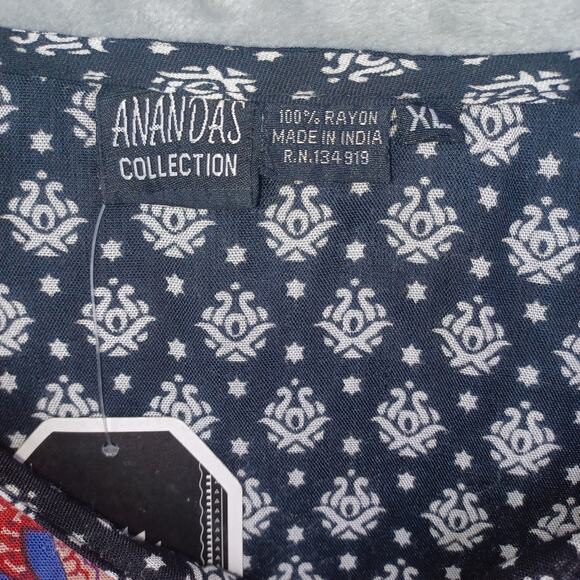 ANANDAS
COLLECTION
100% RAYON
MADE IN INDIA
R.N.134919
XL